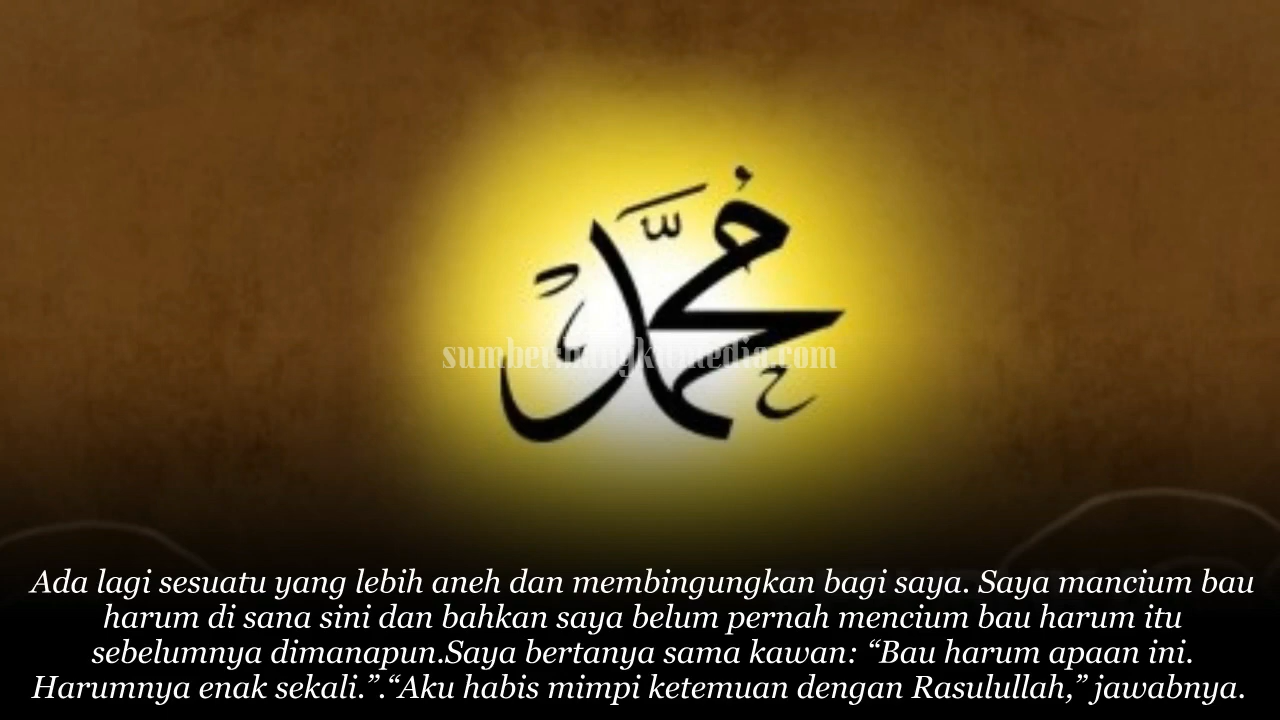 مُحَمَّد
Ada lagi sesuatu yang lebih aneh dan membingungkan bagi saya. Saya mancium bau
harum di sana sini dan bahkan saya belum pernah mencium bau harum itu
sebelumnya dimanapun.Saya bertanya sama kawan: “Bau harum apaan ini.
Harumnya enak sekali.”.“Aku habis mimpi ketemuan dengan Rasulullah,” jawabnya.